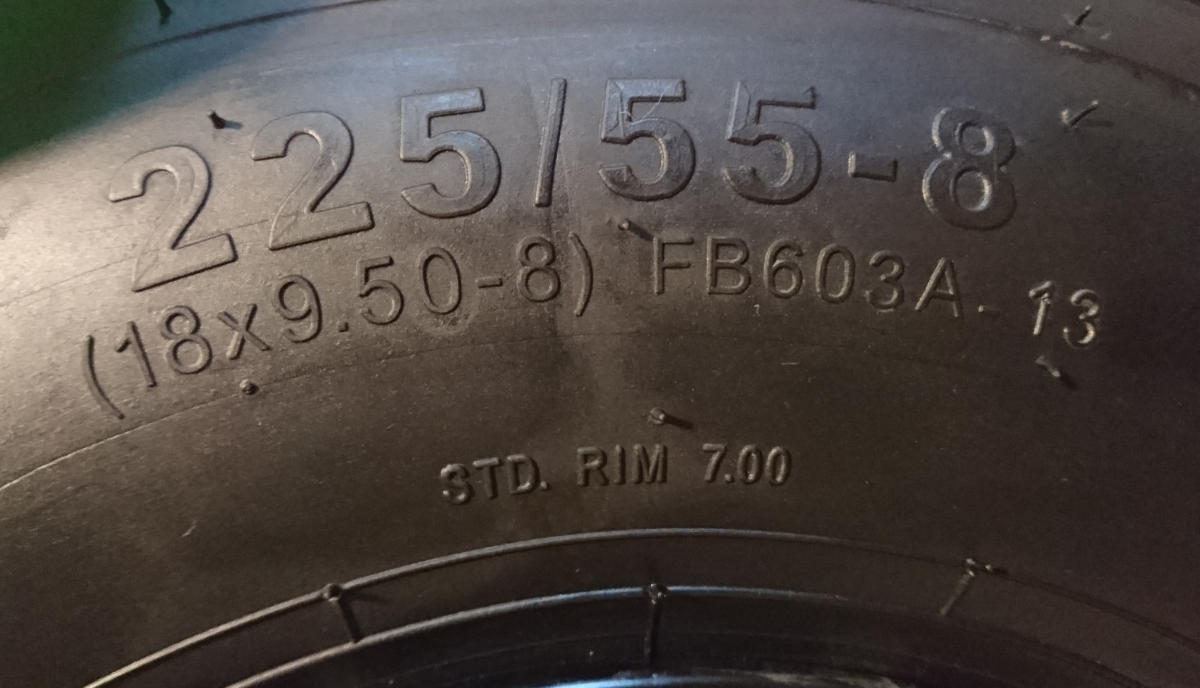 225/55-8
(18x9.50-8) FB603A- 13
STD. RIM 7.00